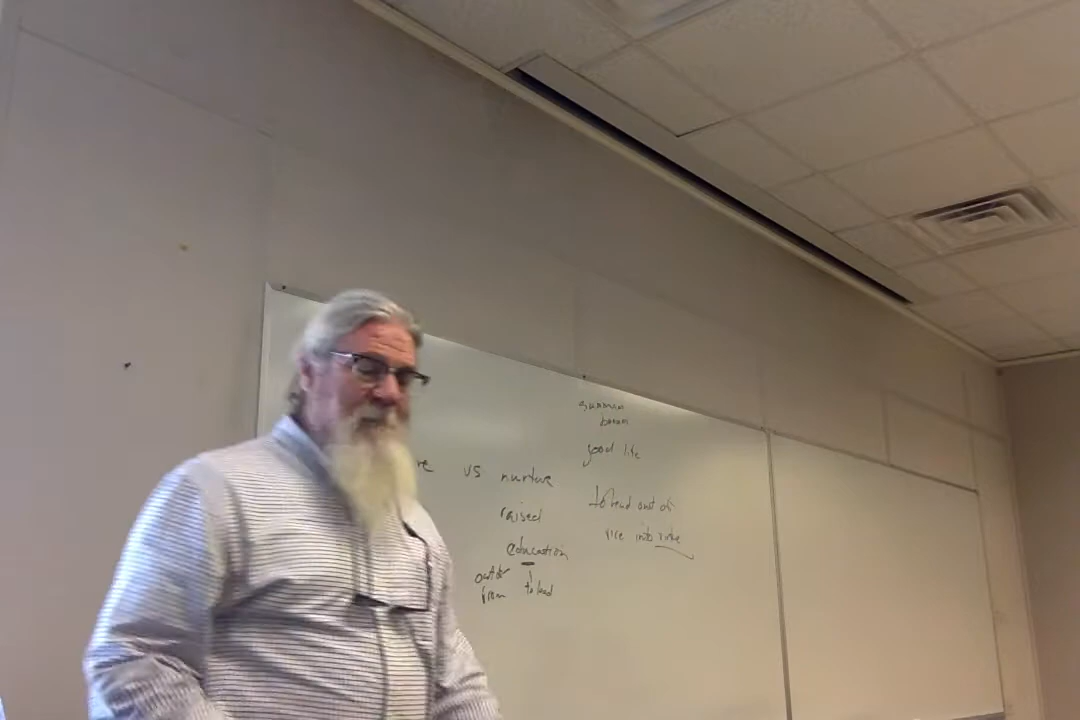 re vs nurture
raised
education
out of
from
to lead
summum
bonum
good life
to lead out of
vice into virtue